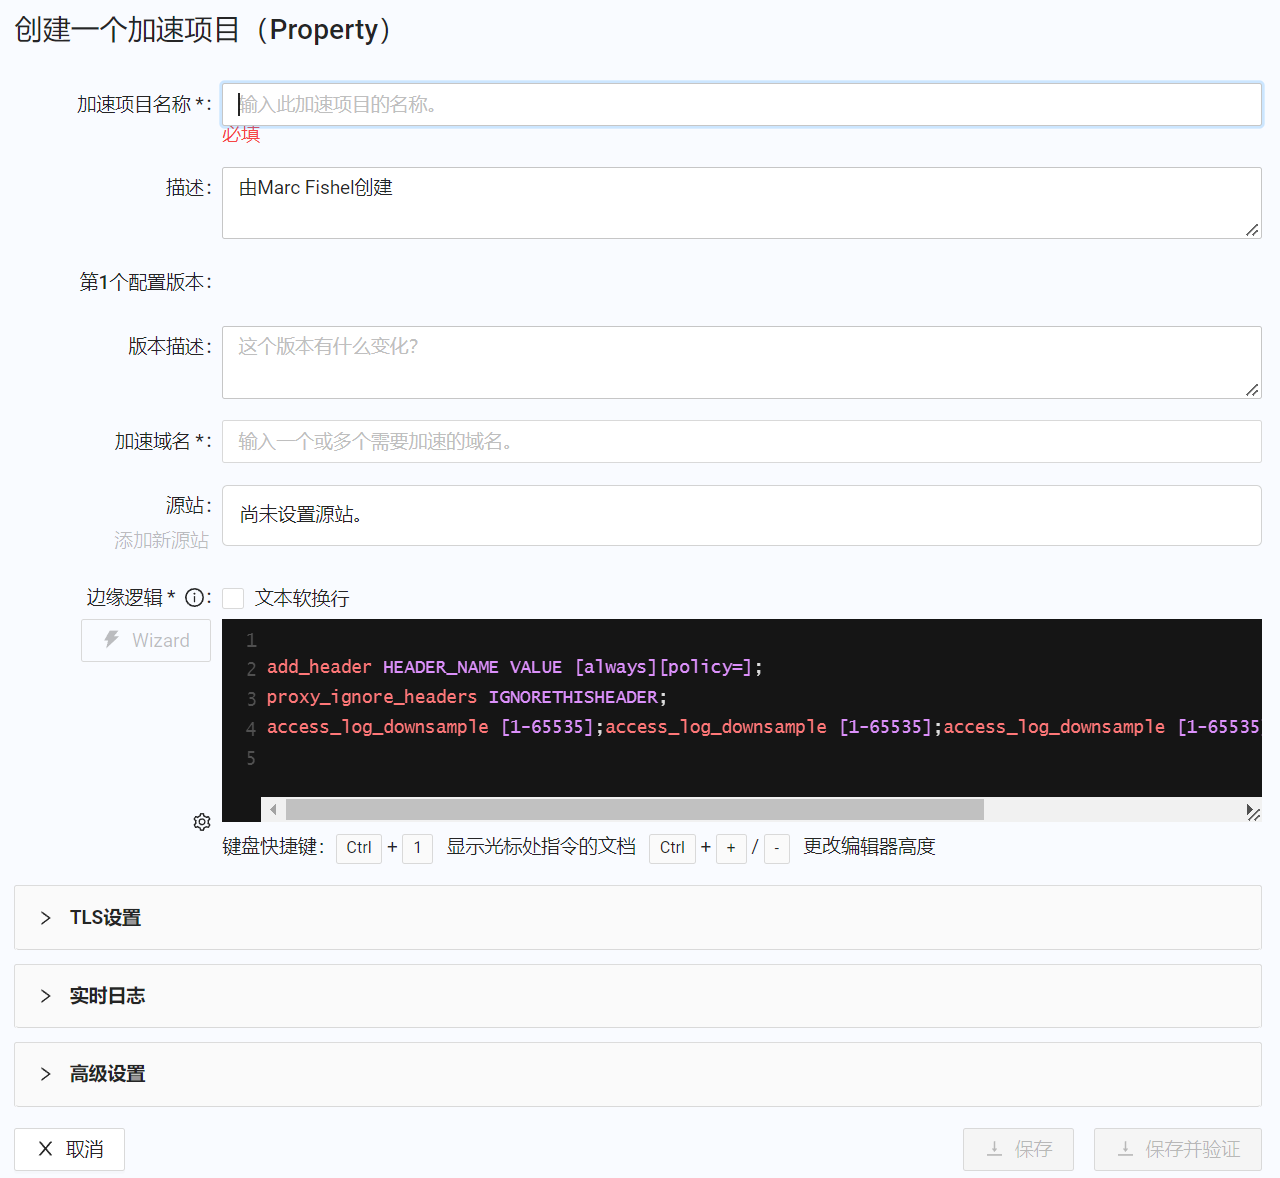 创建一个加速项目（Property）
加速项目名称 *： 输入此加速项目的名称。
必填
描述： 由Marc Fishel创建
第1个配置版本：
版本描述： 这个版本有什么变化？
加速域名 *： 输入一个或多个需要加速的域名。
源站： 尚未设置源站。
添加新源站
边缘逻辑 * ： 文本软换行
Wizard
1
2 add_header HEADER_NAME VALUE [always][policy=];
3 proxy_ignore_headers IGNORETHISHEADER;
4 access_log_downsample [1-65535];access_log_downsample [1-65535];access_log_downsample [1-65535]
5
键盘快捷键： Ctrl + 1 显示光标处指令的文档 Ctrl + + / - 更改编辑器高度
TLS设置
实时日志
高级设置
取消 保存 保存并验证